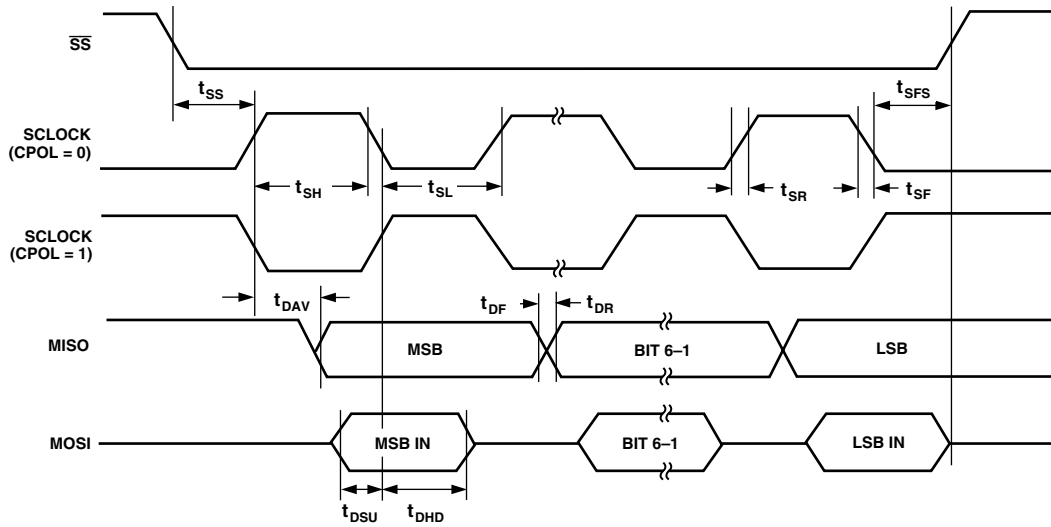 SS
tSS
tSFS
SCLOCK
(CPOL = 0)
tSH
tSL
tSR
tSF
SCLOCK
(CPOL = 1)
tDAV
tDF
tDR
MISO
MSB
BIT 6–1
LSB
MOSI
MSB IN
BIT 6–1
LSB IN
tDSU
tDHD